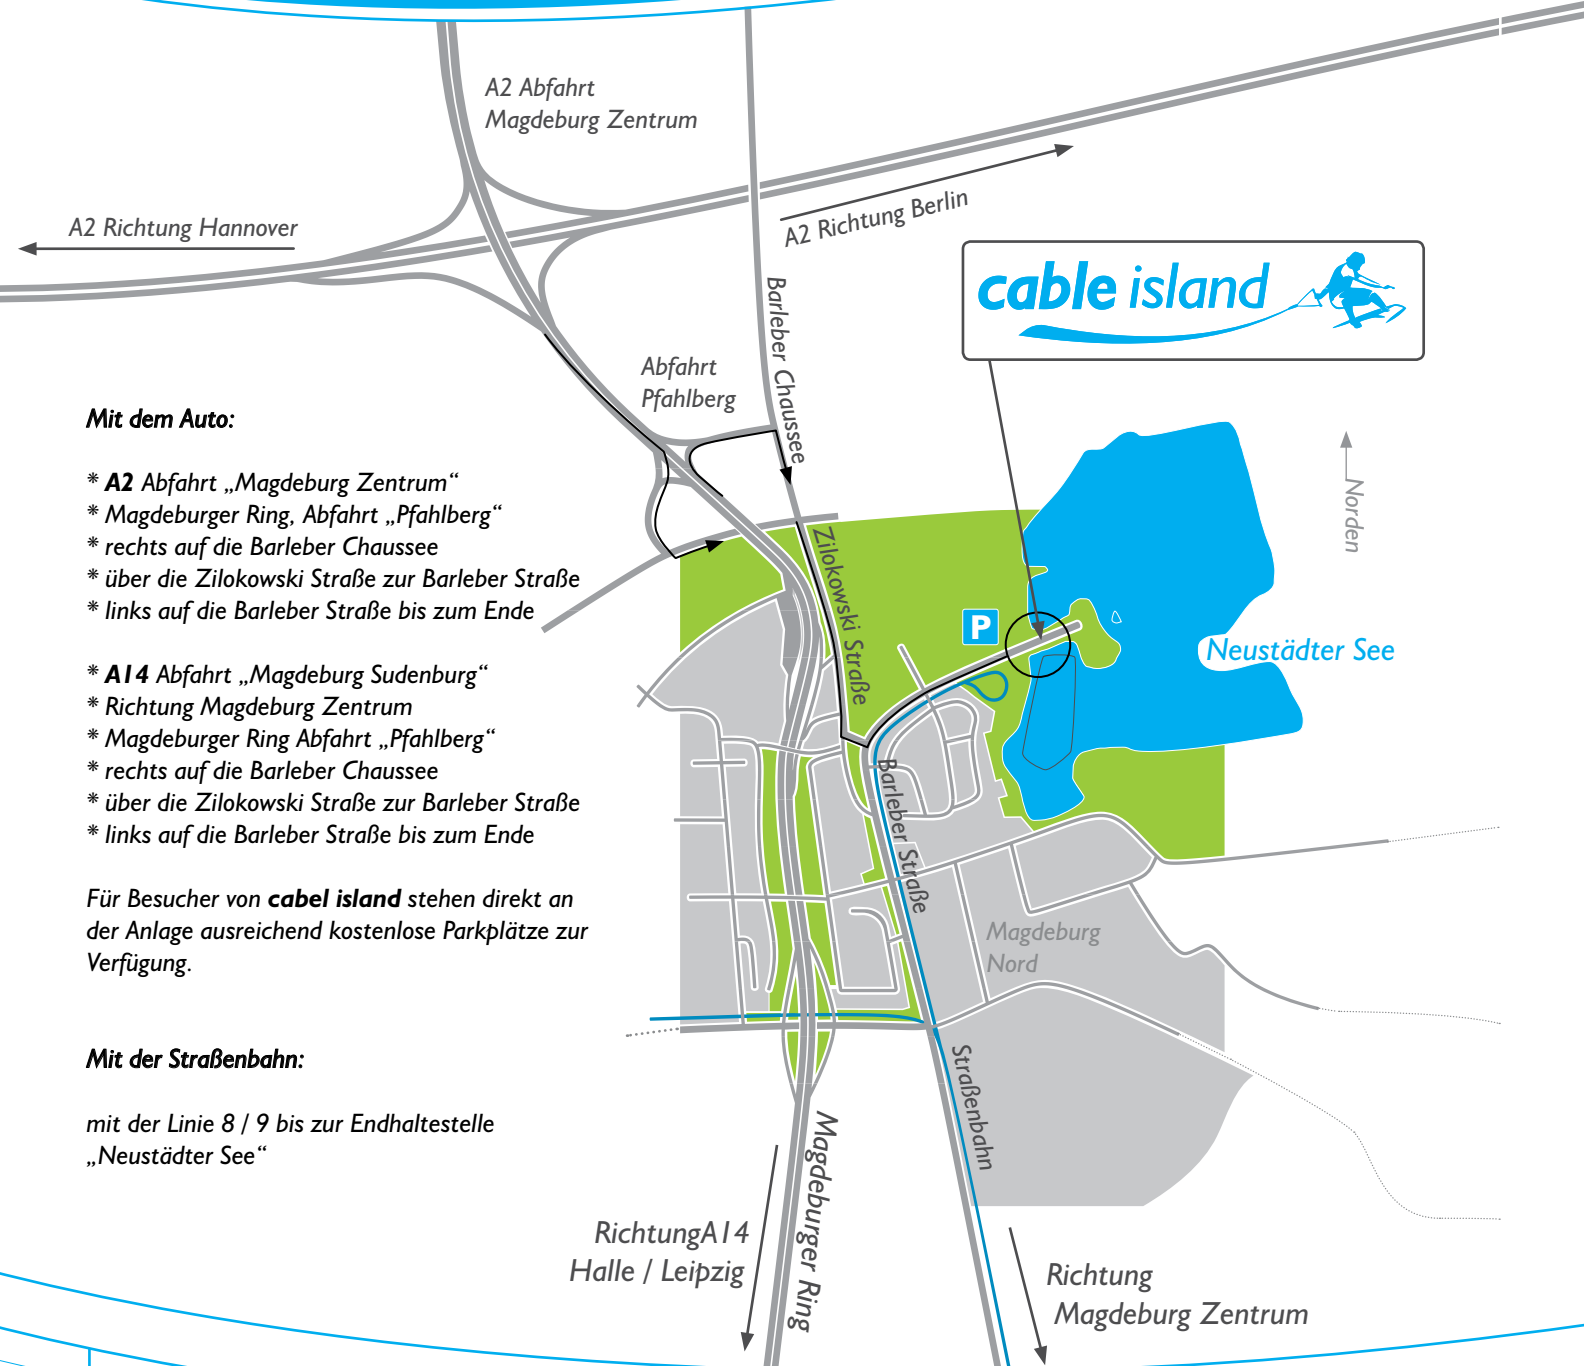 A2 Abfahrt
Magdeburg Zentrum
A2 Richtung Hannover
A2 Richtung Berlin
cable island
Barleber Chaussee
Abfahrt
Pfahlberg
Norden
Zilokowski Straße
P
Neustädter See
Mit dem Auto:
* A2 Abfahrt „Magdeburg Zentrum“
* Magdeburger Ring, Abfahrt „Pfahlberg“
* rechts auf die Barleber Chaussee
* über die Zilokowski Straße zur Barleber Straße
* links auf die Barleber Straße bis zum Ende
* A14 Abfahrt „Magdeburg Sudenburg“
* Richtung Magdeburg Zentrum
* Magdeburger Ring Abfahrt „Pfahlberg“
* rechts auf die Barleber Chaussee
* über die Zilokowski Straße zur Barleber Straße
* links auf die Barleber Straße bis zum Ende
Für Besucher von cabel island stehen direkt an
der Anlage ausreichend kostenlose Parkplätze zur
Verfügung.
Mit der Straßenbahn:
mit der Linie 8 / 9 bis zur Endhaltestelle
„Neustädter See“
Barleber Straße
Magdeburg
Nord
Straßenbahn
Magdeburger Ring
RichtungA14
Halle / Leipzig
Richtung
Magdeburg Zentrum